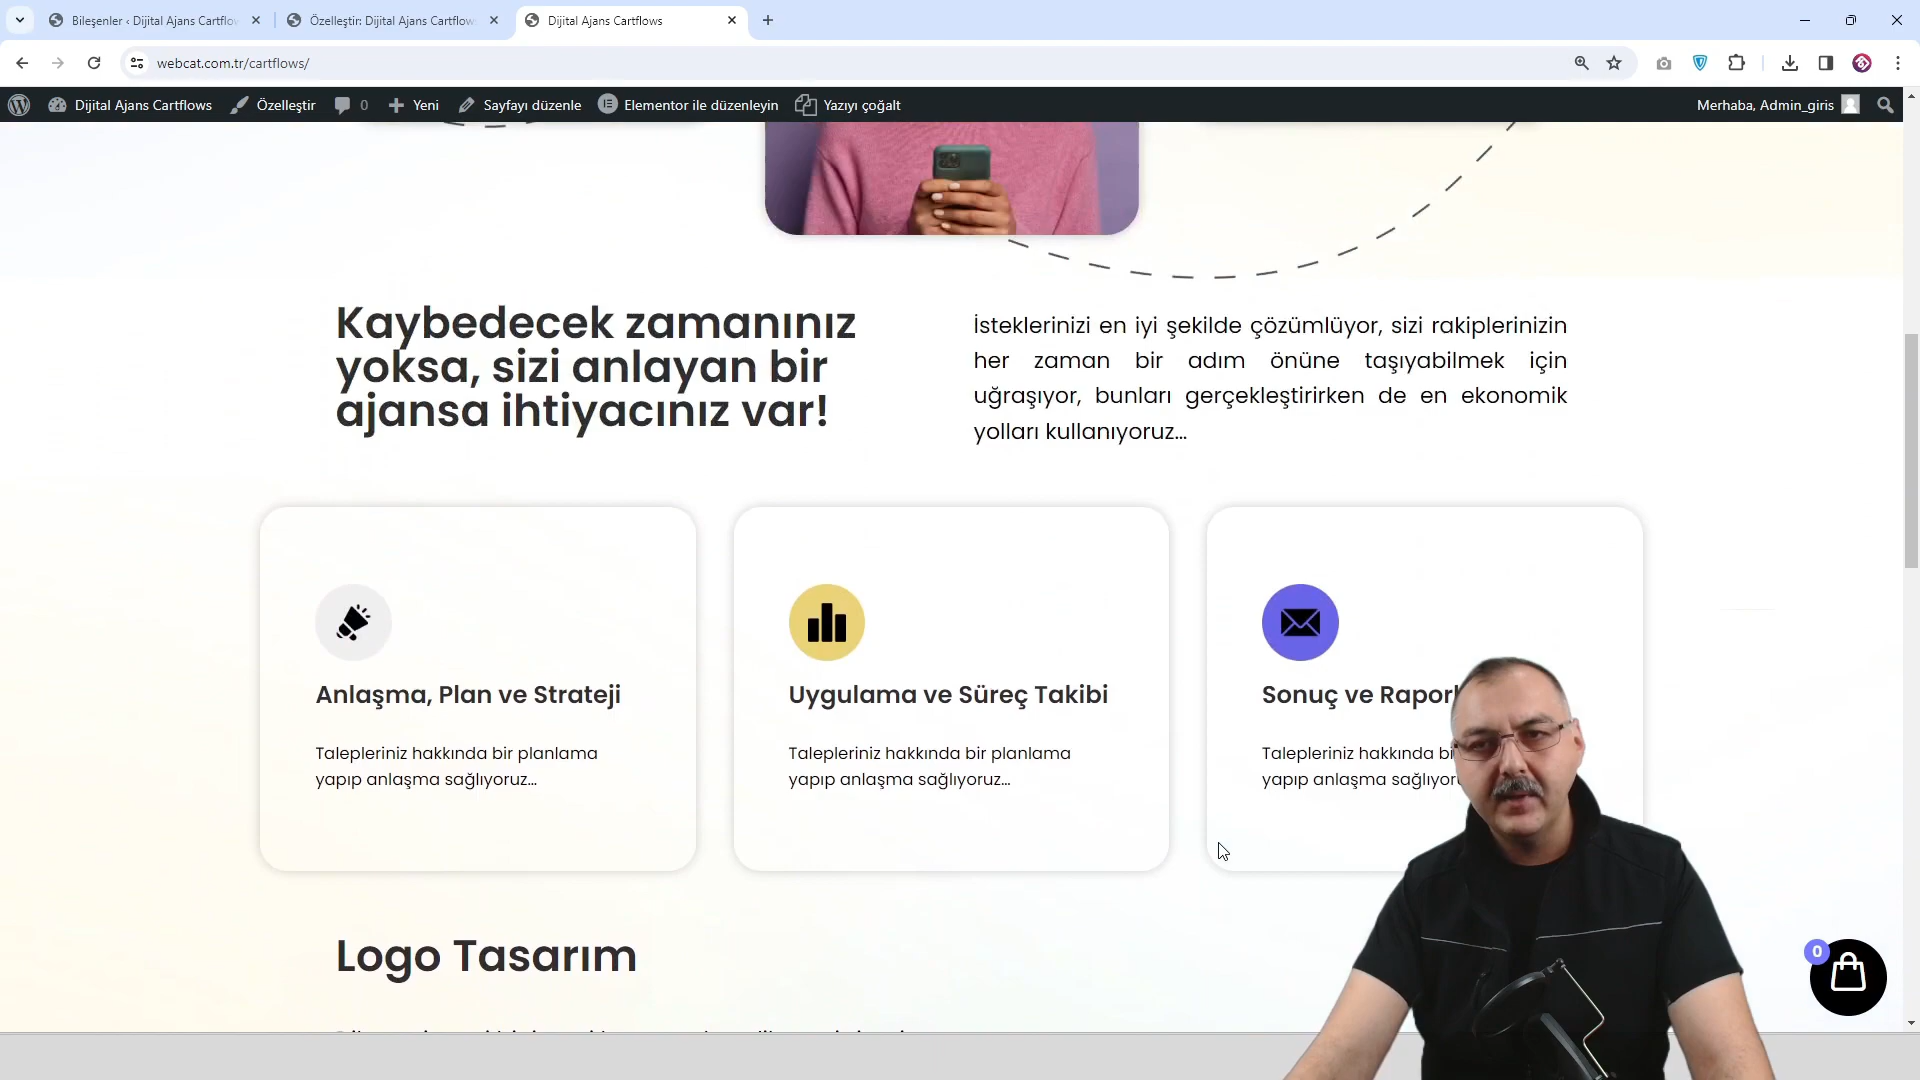 Bileşenler ‹ Dijital Ajans Cartflow
Özelleştir: Dijital Ajans Cartflow
Dijital Ajans Cartflows
webcat.com.tr/cartflows/
Dijital Ajans Cartflows
Özelleştir
0
Yeni
Sayfayı düzenle
Elementor ile düzenleyin
Yazıyı çoğalt
Merhaba, Admin_giris
Kaybedecek zamanınız
yoksa, sizi anlayan bir
ajansa ihtiyacınız var!
İsteklerinizi en iyi şekilde çözümlüyor, sizi rakiplerinizin
her zaman bir adım önüne taşıyabilmek için
uğraşıyor, bunları gerçekleştirirken de en ekonomik
yolları kullanıyoruz...
Anlaşma, Plan ve Strateji
Talepleriniz hakkında bir planlama
yapıp anlaşma sağlıyoruz...
Uygulama ve Süreç Takibi
Talepleriniz hakkında bir planlama
yapıp anlaşma sağlıyoruz...
Sonuç ve
Talepleriniz hakkında
yapıp anlaşma
Logo Tasarım
0